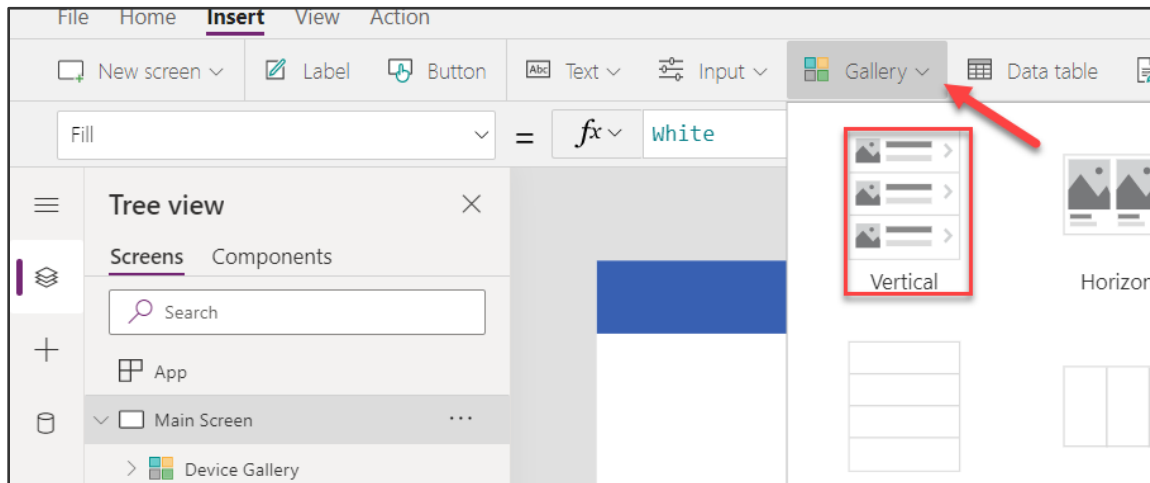 File Home Insert View Action
New screen Label Button Abc Text Input Gallery Data table
Fill = fx White
Tree view
Screens Components
Vertical
Horizon
Search
App
Main Screen
Device Gallery